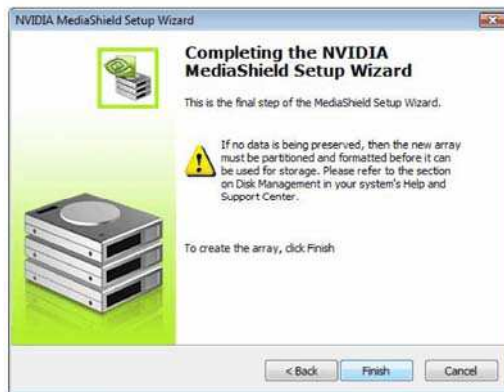 NVIDIA MediaShield Setup Wizard
Completing the NVIDIA
MediaShield Setup Wizard
This is the final step of the MediaShield Setup Wizard.
If no data is being preserved, then the new array
must be partitioned and formatted before it can
be used for storage. Please refer to the section
on Disk Management in your system's Help and
Support Center.
To create the array, click Finish
< Back
Finish
Cancel